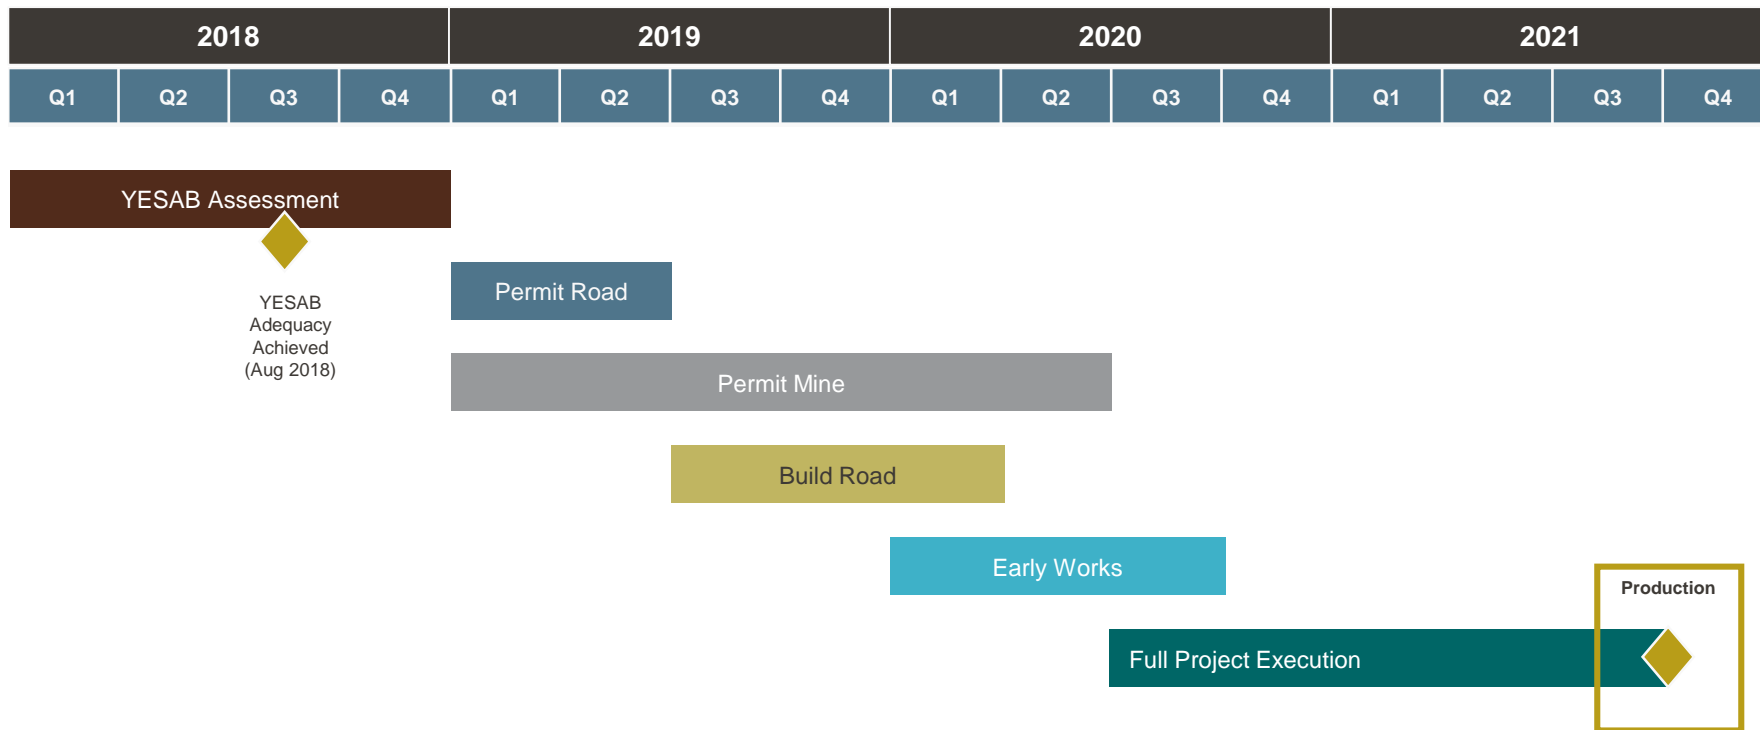 2018 2019 2020 2021
Q1 Q2 Q3 Q4 Q1 Q2 Q3 Q4 Q1 Q2 Q3 Q4 Q1 Q2 Q3 Q4
YESAB Assessment
YESAB
Adequacy
Achieved
(Aug 2018)
Permit Road
Permit Mine
Build Road
Early Works
Production
Full Project Execution